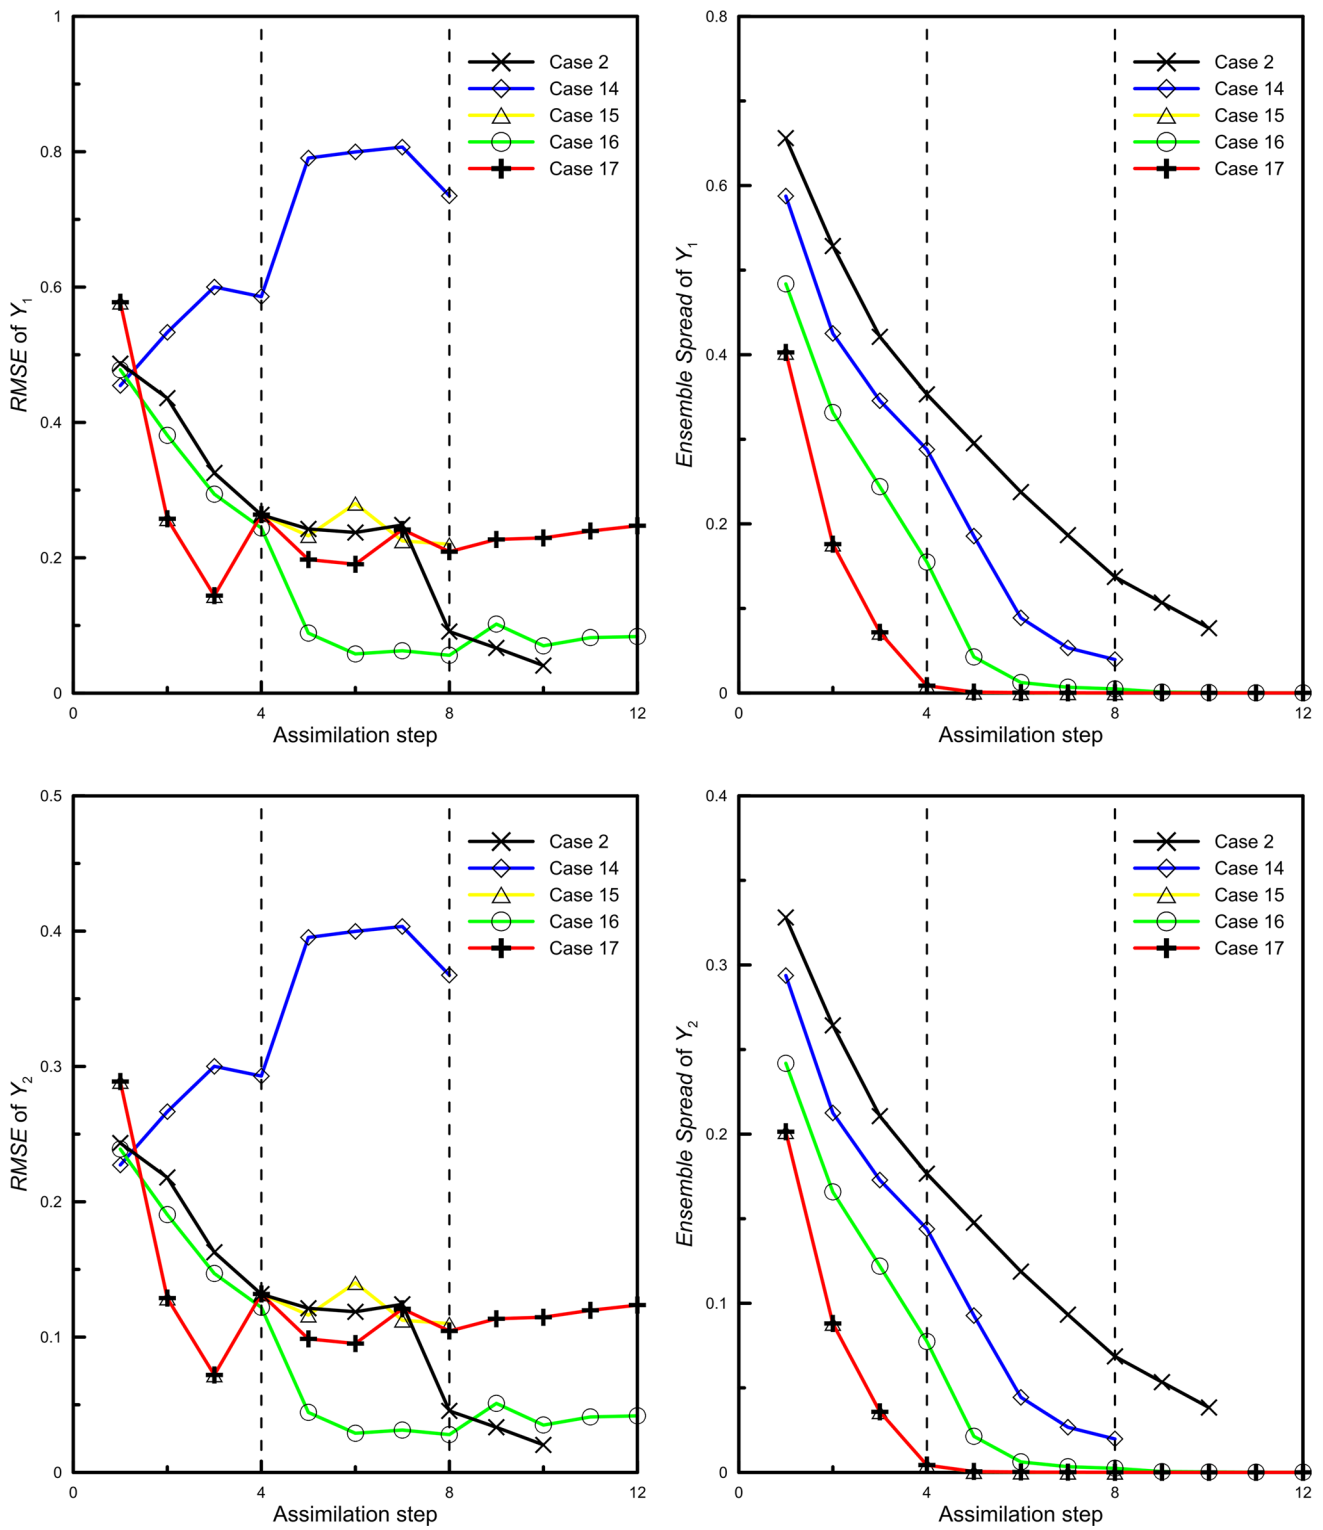 1
0.8
0.6
0.4
0.2
0
0
4
8
12
RMSE of Y1
Assimilation step
Case 2
Case 14
Case 15
Case 16
Case 17
0.8
0.6
0.4
0.2
0
0
4
8
12
Ensemble Spread of Y1
Assimilation step
Case 2
Case 14
Case 15
Case 16
Case 17
0.5
0.4
0.3
0.2
0.1
0
0
4
8
12
RMSE of Y2
Assimilation step
Case 2
Case 14
Case 15
Case 16
Case 17
0.4
0.3
0.2
0.1
0
0
4
8
12
Ensemble Spread of Y2
Assimilation step
Case 2
Case 14
Case 15
Case 16
Case 17